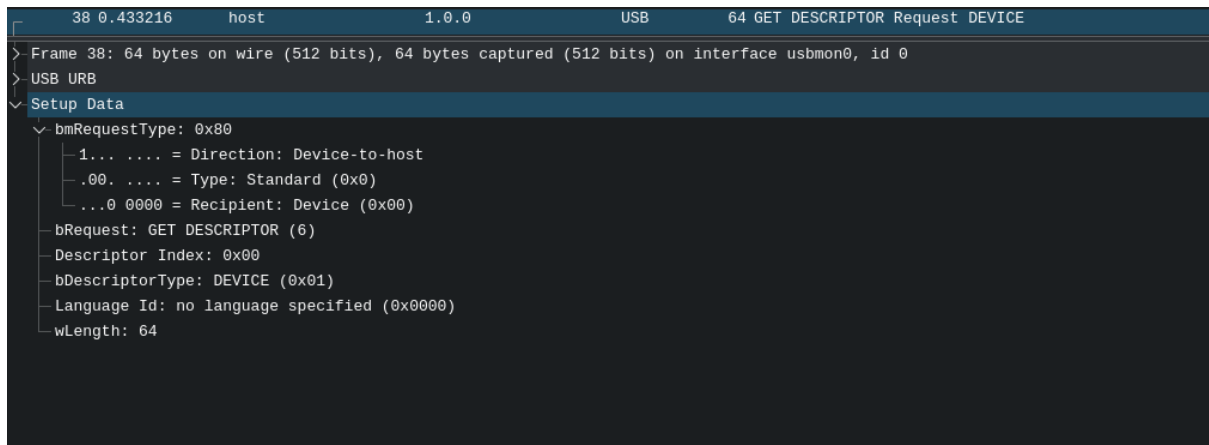 38 0.433216 host 1.0.0 USB 64 GET DESCRIPTOR Request DEVICE
Frame 38: 64 bytes on wire (512 bits), 64 bytes captured (512 bits) on interface usbmon0, id 0
USB URB
Setup Data
bmRequestType: 0x80
1... .... = Direction: Device-to-host
.00. .... = Type: Standard (0x0)
...0 0000 = Recipient: Device (0x00)
bRequest: GET DESCRIPTOR (6)
Descriptor Index: 0x00
bDescriptorType: DEVICE (0x01)
Language Id: no language specified (0x0000)
wLength: 64